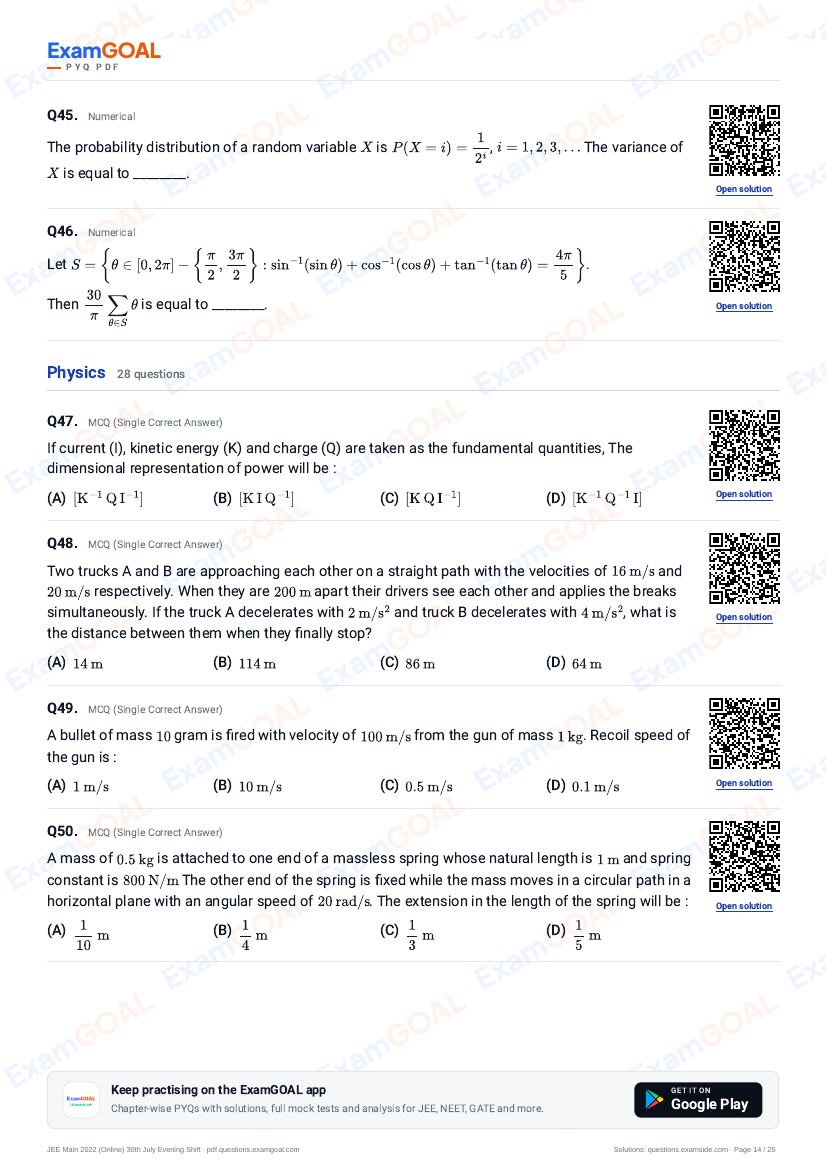 ExamGOAL
PYQ PDF
Q45. Numerical
The probability distribution of a random variable X is P(X = i) = 1/2^i, i = 1, 2, 3, . . . The variance of
X is equal to ________.
Open solution
Q46. Numerical
Let S = {θ ∈ [0, 2π] − {π/2, 3π/2} : sin⁻¹(sin θ) + cos⁻¹(cos θ) + tan⁻¹(tan θ) = 4π/5}.
Then 30/π ∑_{θ∈S} θ is equal to ________.
Open solution
Physics 28 questions
Q47. MCQ (Single Correct Answer)
If current (I), kinetic energy (K) and charge (Q) are taken as the fundamental quantities, The
dimensional representation of power will be :
(A) [K⁻¹ Q I⁻¹] (B) [K I Q⁻¹] (C) [K Q I⁻¹] (D) [K⁻¹ Q⁻¹ I]
Open solution
Q48. MCQ (Single Correct Answer)
Two trucks A and B are approaching each other on a straight path with the velocities of 16 m/s and
20 m/s respectively. When they are 200 m apart their drivers see each other and applies the breaks
simultaneously. If the truck A decelerates with 2 m/s² and truck B decelerates with 4 m/s², what is
the distance between them when they finally stop?
(A) 14 m (B) 114 m (C) 86 m (D) 64 m
Open solution
Q49. MCQ (Single Correct Answer)
A bullet of mass 10 gram is fired with velocity of 100 m/s from the gun of mass 1 kg. Recoil speed of
the gun is :
(A) 1 m/s (B) 10 m/s (C) 0.5 m/s (D) 0.1 m/s
Open solution
Q50. MCQ (Single Correct Answer)
A mass of 0.5 kg is attached to one end of a massless spring whose natural length is 1 m and spring
constant is 800 N/m The other end of the spring is fixed while the mass moves in a circular path in a
horizontal plane with an angular speed of 20 rad/s. The extension in the length of the spring will be :
(A) 1/10 m (B) 1/4 m (C) 1/3 m (D) 1/5 m
Open solution
ExamGOAL
Keep practising on the ExamGOAL app
Chapter-wise PYQs with solutions, full mock tests and analysis for JEE, NEET, GATE and more.
GET IT ON
Google Play
JEE Main 2022 (Online) 30th July Evening Shift · pdf.questions.examgoal.com
Solutions: questions.examside.com · Page 14 / 25